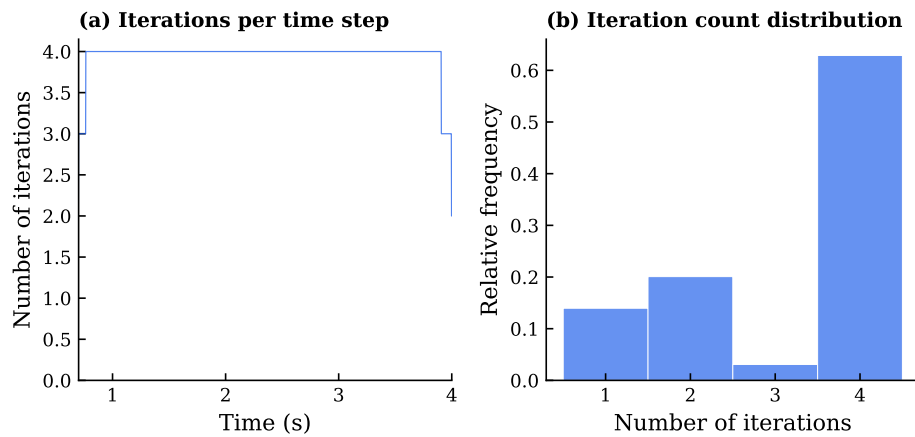 (a) Iterations per time step
Number of iterations
4.0
3.5
3.0
2.5
2.0
1.5
1.0
0.5
0.0
1 2 3 4
Time (s)
(b) Iteration count distribution
Relative frequency
0.6
0.5
0.4
0.3
0.2
0.1
0.0
1 2 3 4
Number of iterations